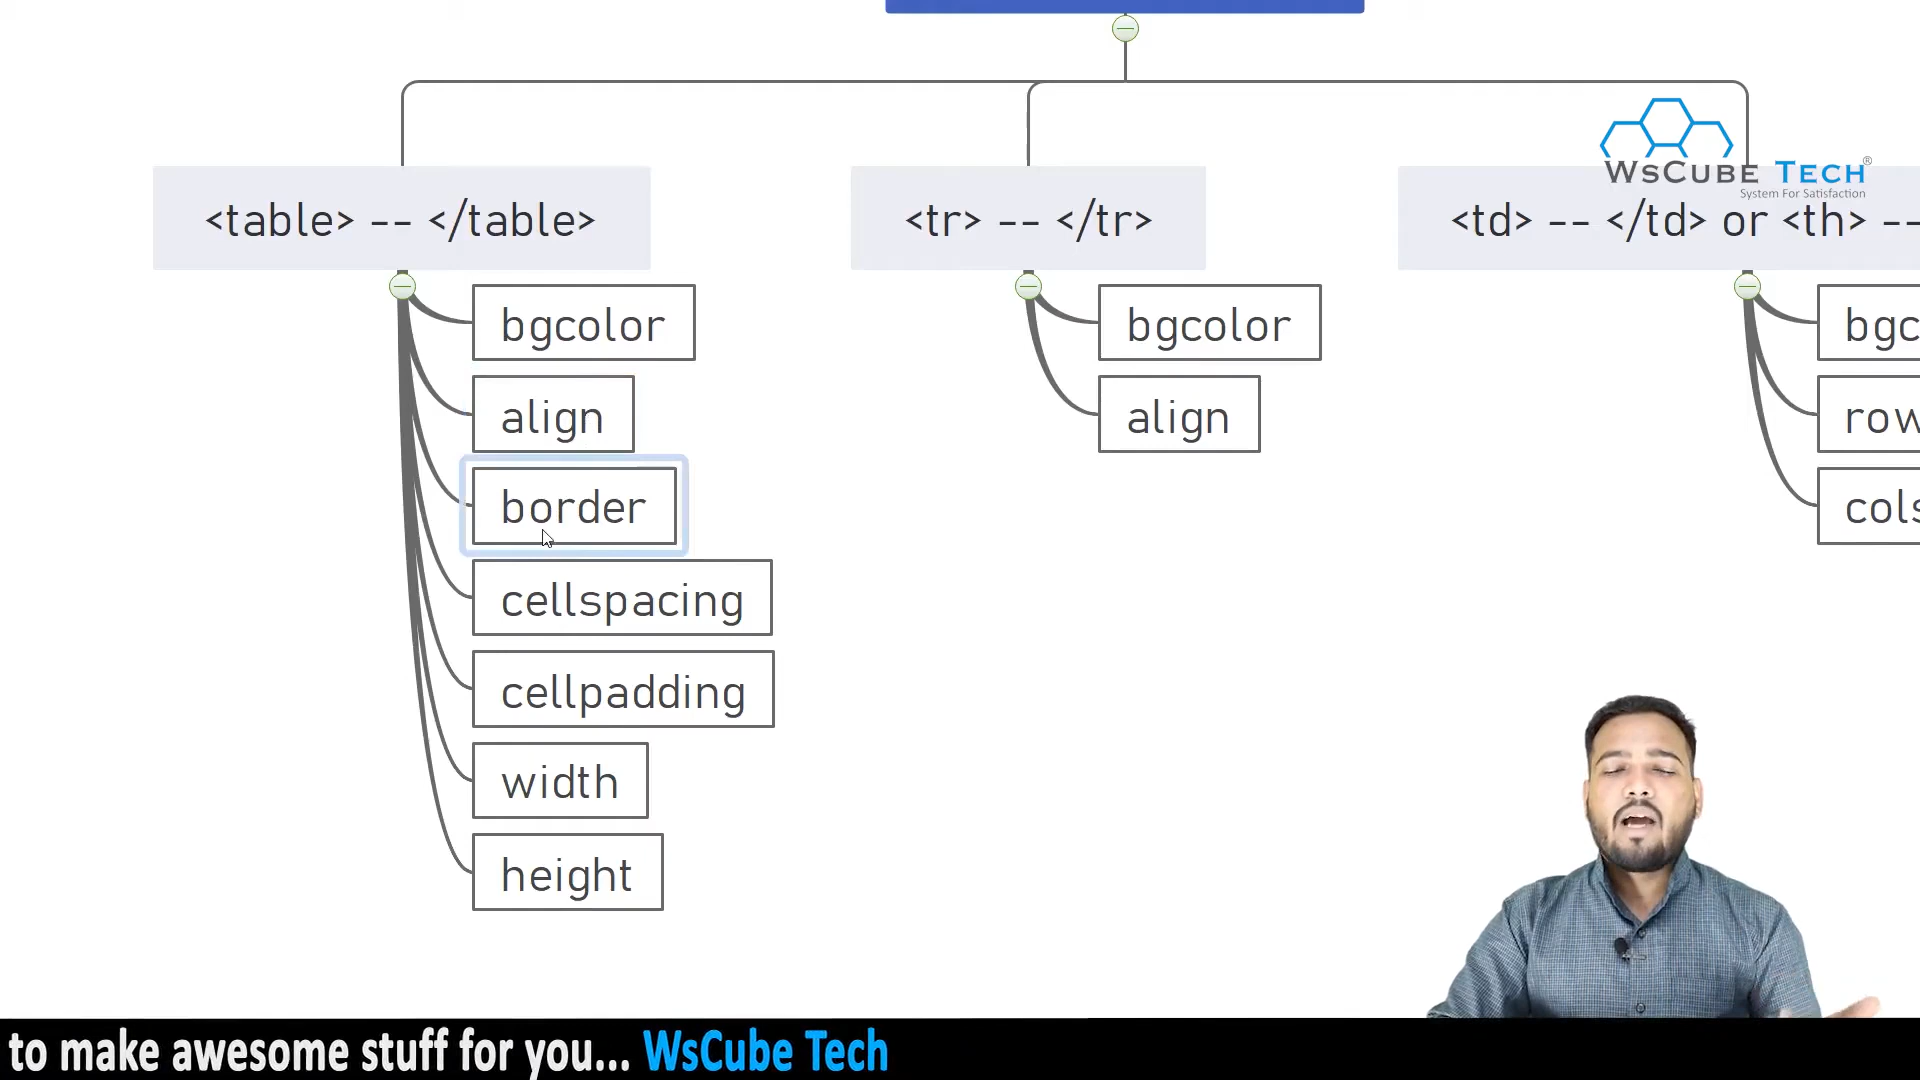 WsCube Tech®
System For Satisfaction
<table> -- </table>
<tr> -- </tr>
<td> -- </td> or <th> --
bgcolor
align
border
cellspacing
cellpadding
width
height
bgcolor
align
to make awesome stuff for you... WsCube Tech